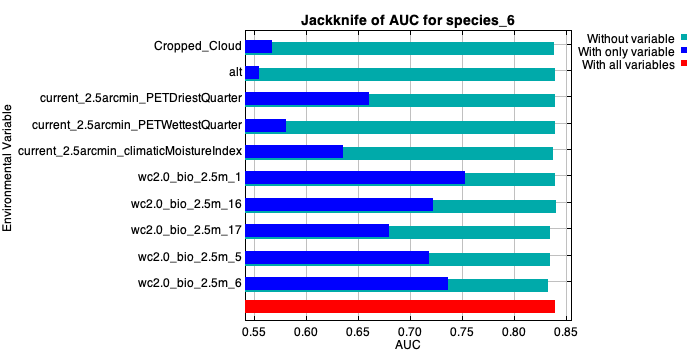 Jackknife of AUC for species_6
Without variable
With only variable
With all variables
Environmental Variable
Cropped_Cloud
alt
current_2.5arcmin_PETDriestQuarter
current_2.5arcmin_PETWettestQuarter
current_2.5arcmin_climaticMoistureIndex
wc2.0_bio_2.5m_1
wc2.0_bio_2.5m_16
wc2.0_bio_2.5m_17
wc2.0_bio_2.5m_5
wc2.0_bio_2.5m_6
0.55 0.60 0.65 0.70 0.75 0.80 0.85
AUC